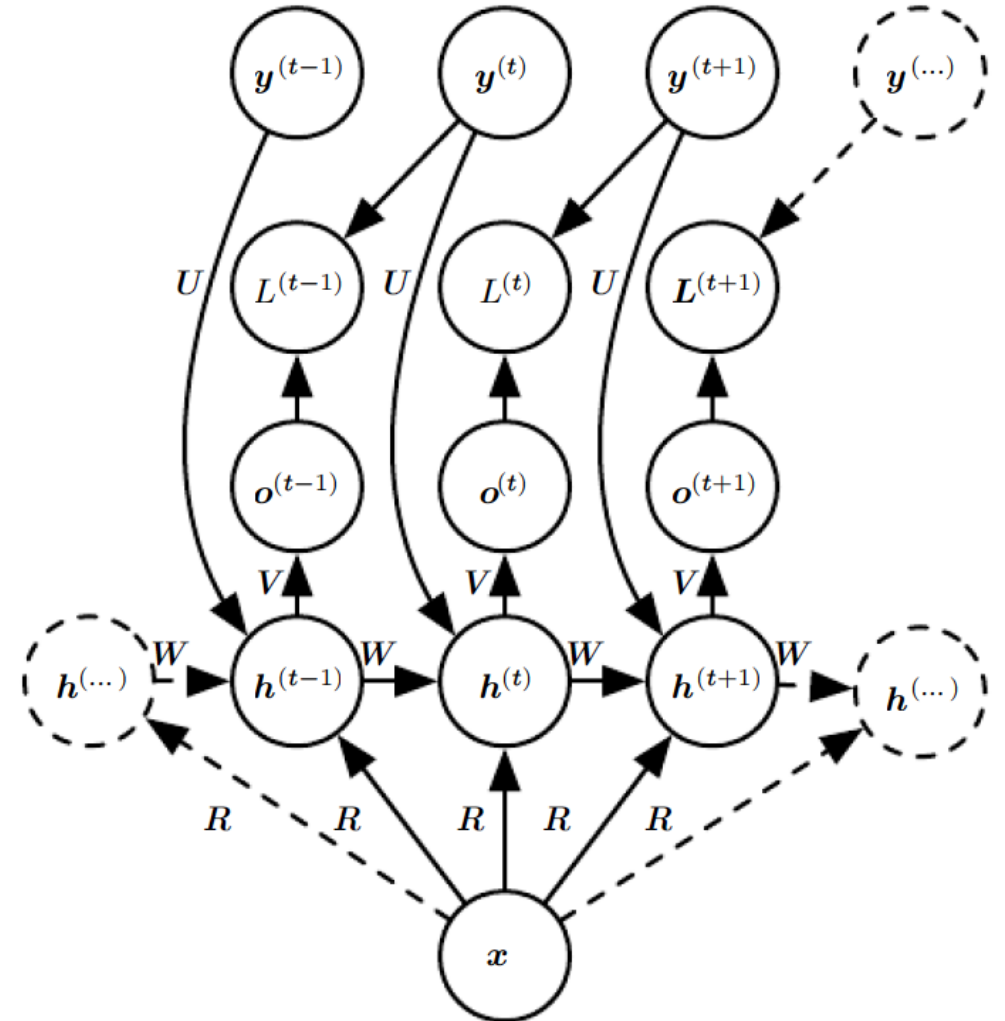 y^(t−1) y^(t) y^(t+1) y^(...)
U L^(t−1) U L^(t) U L^(t+1)
o^(t−1) o^(t) o^(t+1)
V V V
W W W W
h^(...) h^(t−1) h^(t) h^(t+1) h^(...)
R R R R R
x